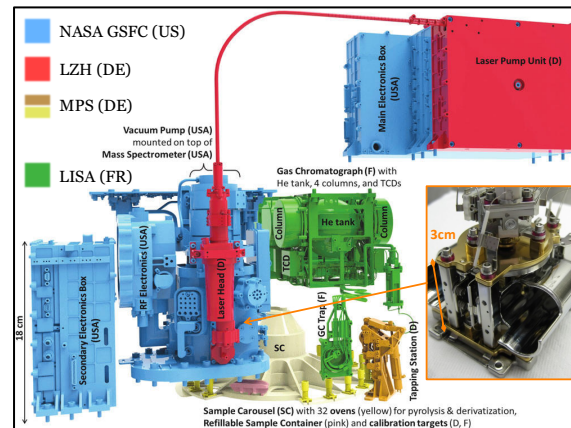 NASA GSFC (US)
LZH (DE)
MPS (DE)
LISA (FR)
Main Electronics Box
(USA)
Laser Pump Unit (D)
Vacuum Pump (USA)
mounted on top of
Mass Spectrometer (USA)
Gas Chromatograph (F) with
He tank, 4 columns, and TCDs
Column
He tank
Column
TCD
3cm
RF Electronics (USA)
Laser Head (D)
Secondary Electronics Box
(USA)
18 cm
SC
GC Trap (F)
Tapping Station (D)
Sample Carousel (SC) with 32 ovens (yellow) for pyrolysis & derivatization,
Refillable Sample Container (pink) and calibration targets (D, F)